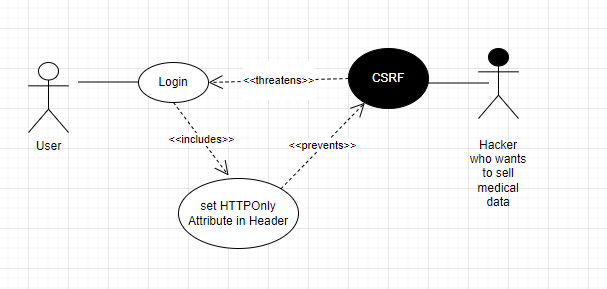 Login
<<threatens>>
CSRF
User
<<includes>>
<<prevents>>
Hacker
who wants
to sell
medical
data
set HTTPOnly
Attribute in Header